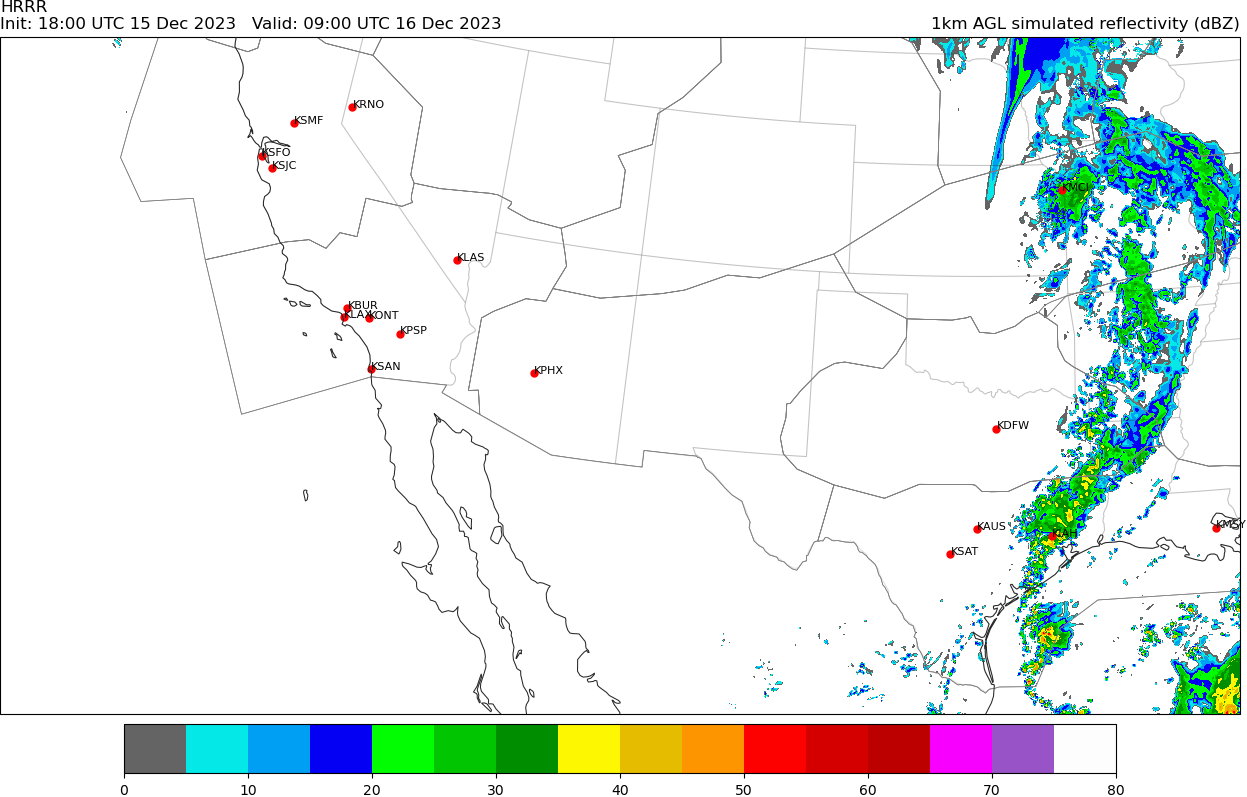 HRRR
Init: 18:00 UTC 15 Dec 2023   Valid: 09:00 UTC 16 Dec 2023
1km AGL simulated reflectivity (dBZ)
KRNO
KSMF
KSFO
KSJC
KMCI
KLAS
KBUR
KLAX
KONT
KPSP
KSAN
KPHX
KDFW
KAUS
KMSY
KIAH
KSAT
0 10 20 30 40 50 60 70 80